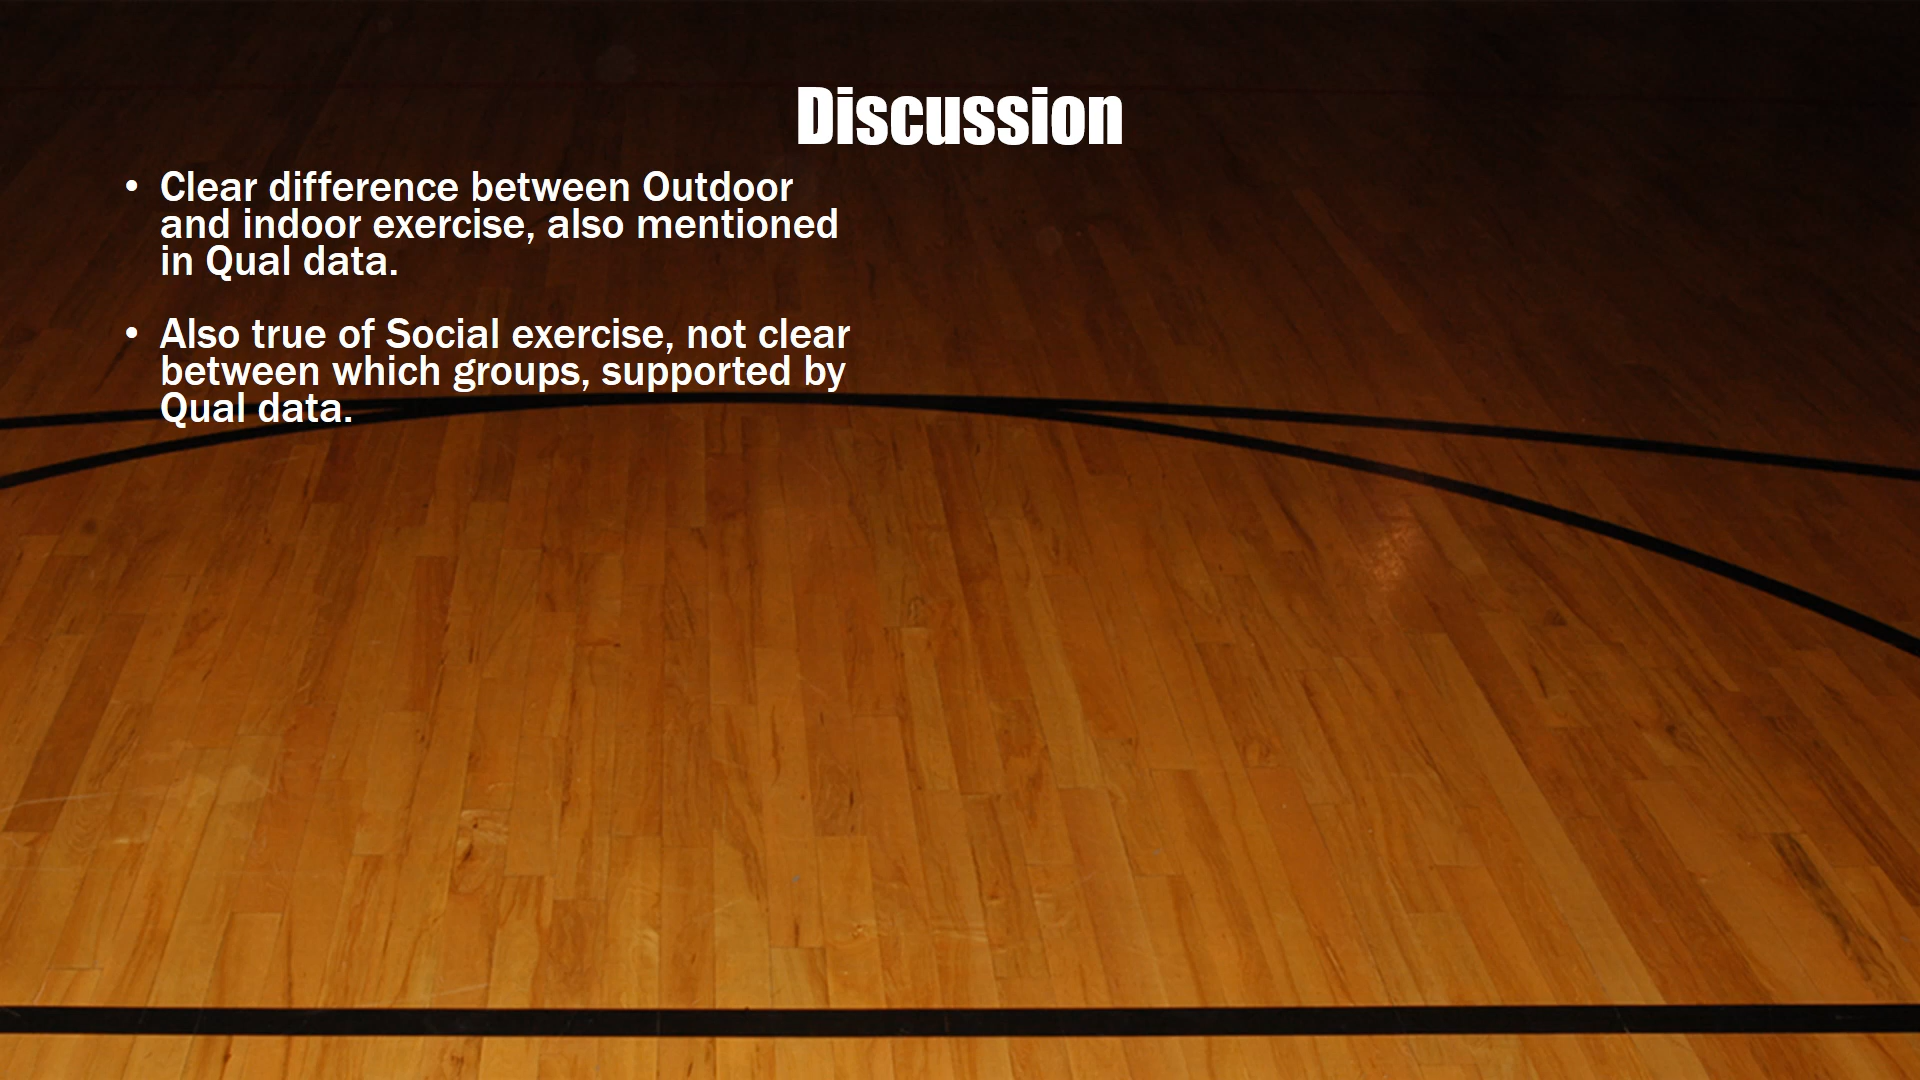 Discussion
• Clear difference between Outdoor
and indoor exercise, also mentioned
in Qual data.
• Also true of Social exercise, not clear
between which groups, supported by
Qual data.